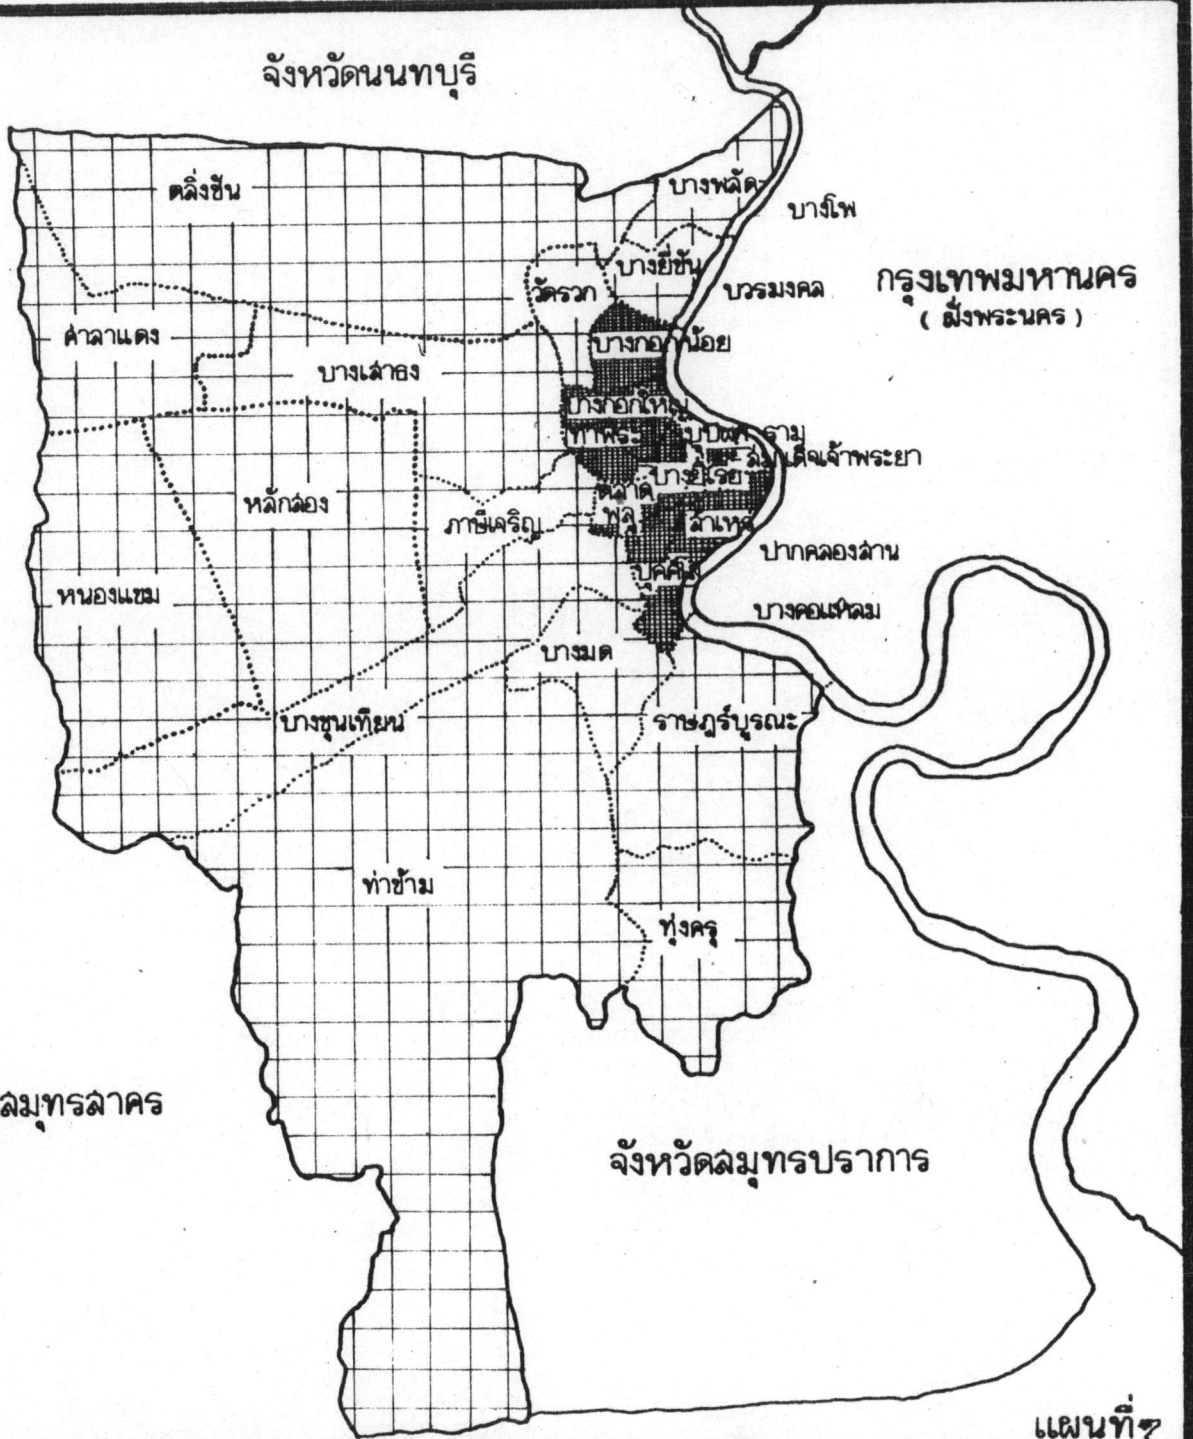 จังหวัดนนทบุรี
ตลิ่งชัน
บางพลัด
บางโพ
บางยี่ขัน
วัดรวก
บวรมงคล
กรุงเทพมหานคร
( ฝั่งพระนคร )
ศาลาแดง
บางกอกน้อย
บางเสาธง
บางกอกใหญ่
ท่าพระ
บางยี่เรือ
สมเด็จเจ้าพระยา
หลักสอง
ตลาด
พลู
ภาษีเจริญ
สำเหร่
ปากคลองสาน
บุคคโล
หนองแขม
บางคอแหลม
บางมด
บางขุนเทียน
ราษฎร์บูรณะ
ท่าข้าม
ทุ่งครุ
สมุทรสาคร
จังหวัดสมุทรปราการ
แผนที่